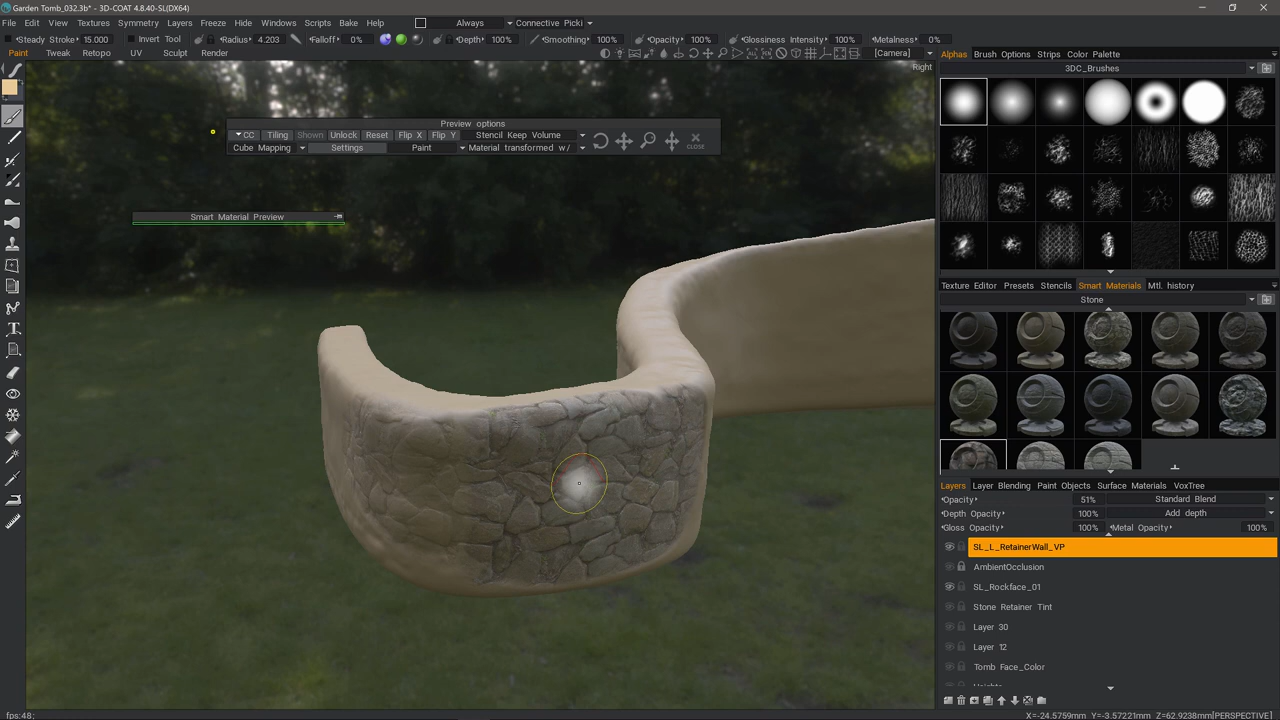 Garden Tomb_032.3b* - 3D-COAT 4.8.40-SL(DX64)
File Edit View Textures Symmetry Layers Freeze Hide Windows Scripts Bake Help Always Connective Picki
Steady Stroke 15.000 Invert Tool Radius 4.203 Falloff 0% Depth 100% Smoothing 100% Opacity 100% Glossiness Intensity 100% Metalness 0%
Paint Tweak Retopo UV Sculpt Render [Camera]
Right
Preview options
CC Tiling Shown Unlock Reset Flip X Flip Y Stencil Keep Volume
Cube Mapping Settings Paint Material transformed w/ CLOSE
Smart Material Preview
Alphas Brush Options Strips Color Palette
3DC_Brushes
Texture Editor Presets Stencils Smart Materials Mtl. history
Stone
Layers Layer Blending Paint Objects Surface Materials VoxTree
Opacity 51% Standard Blend
Depth Opacity 100% Add depth
Gloss Opacity 100% Metal Opacity 100%
SL_L_RetainerWall_VP
AmbientOcclusion
SL_Rockface_01
Stone Retainer Tint
Layer 30
Layer 12
Tomb Face_Color
fps:48;
X=-24.5759mm Y=-3.57221mm Z=62.9238mm[PERSPECTIVE]